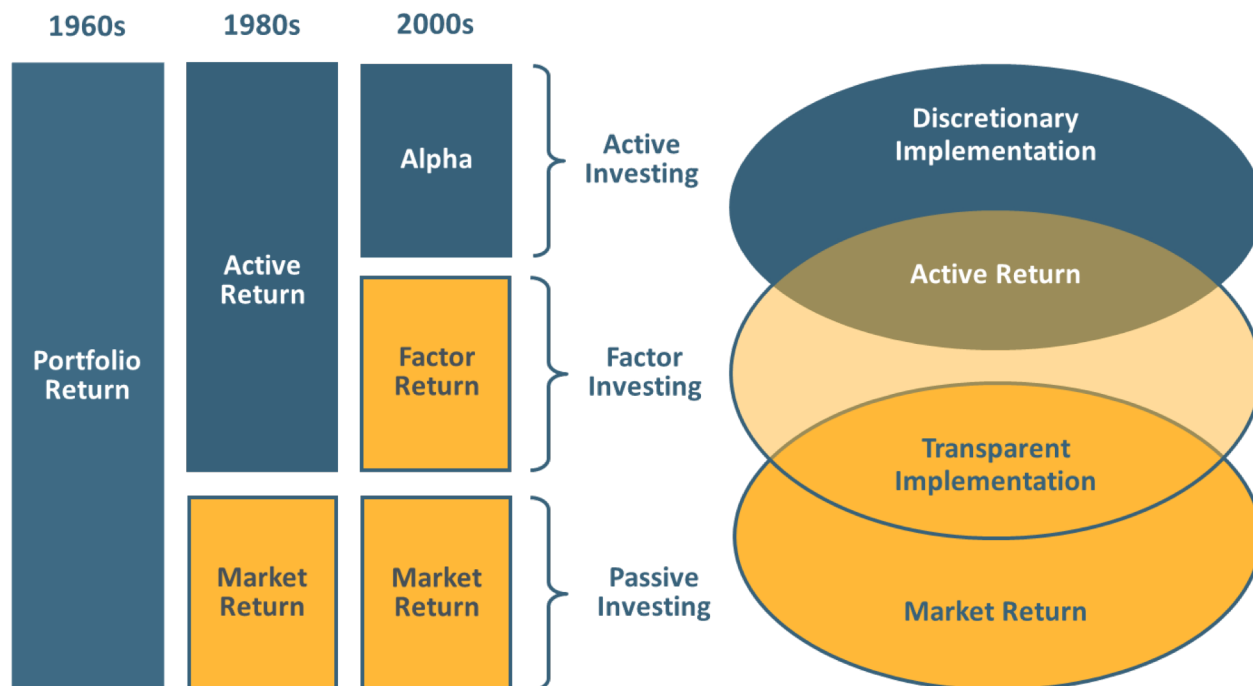 1960s
1980s
2000s
Portfolio
Return
Active
Return
Market
Return
Alpha
Factor
Return
Market
Return
Active
Investing
Factor
Investing
Passive
Investing
Discretionary
Implementation
Active Return
Transparent
Implementation
Market Return